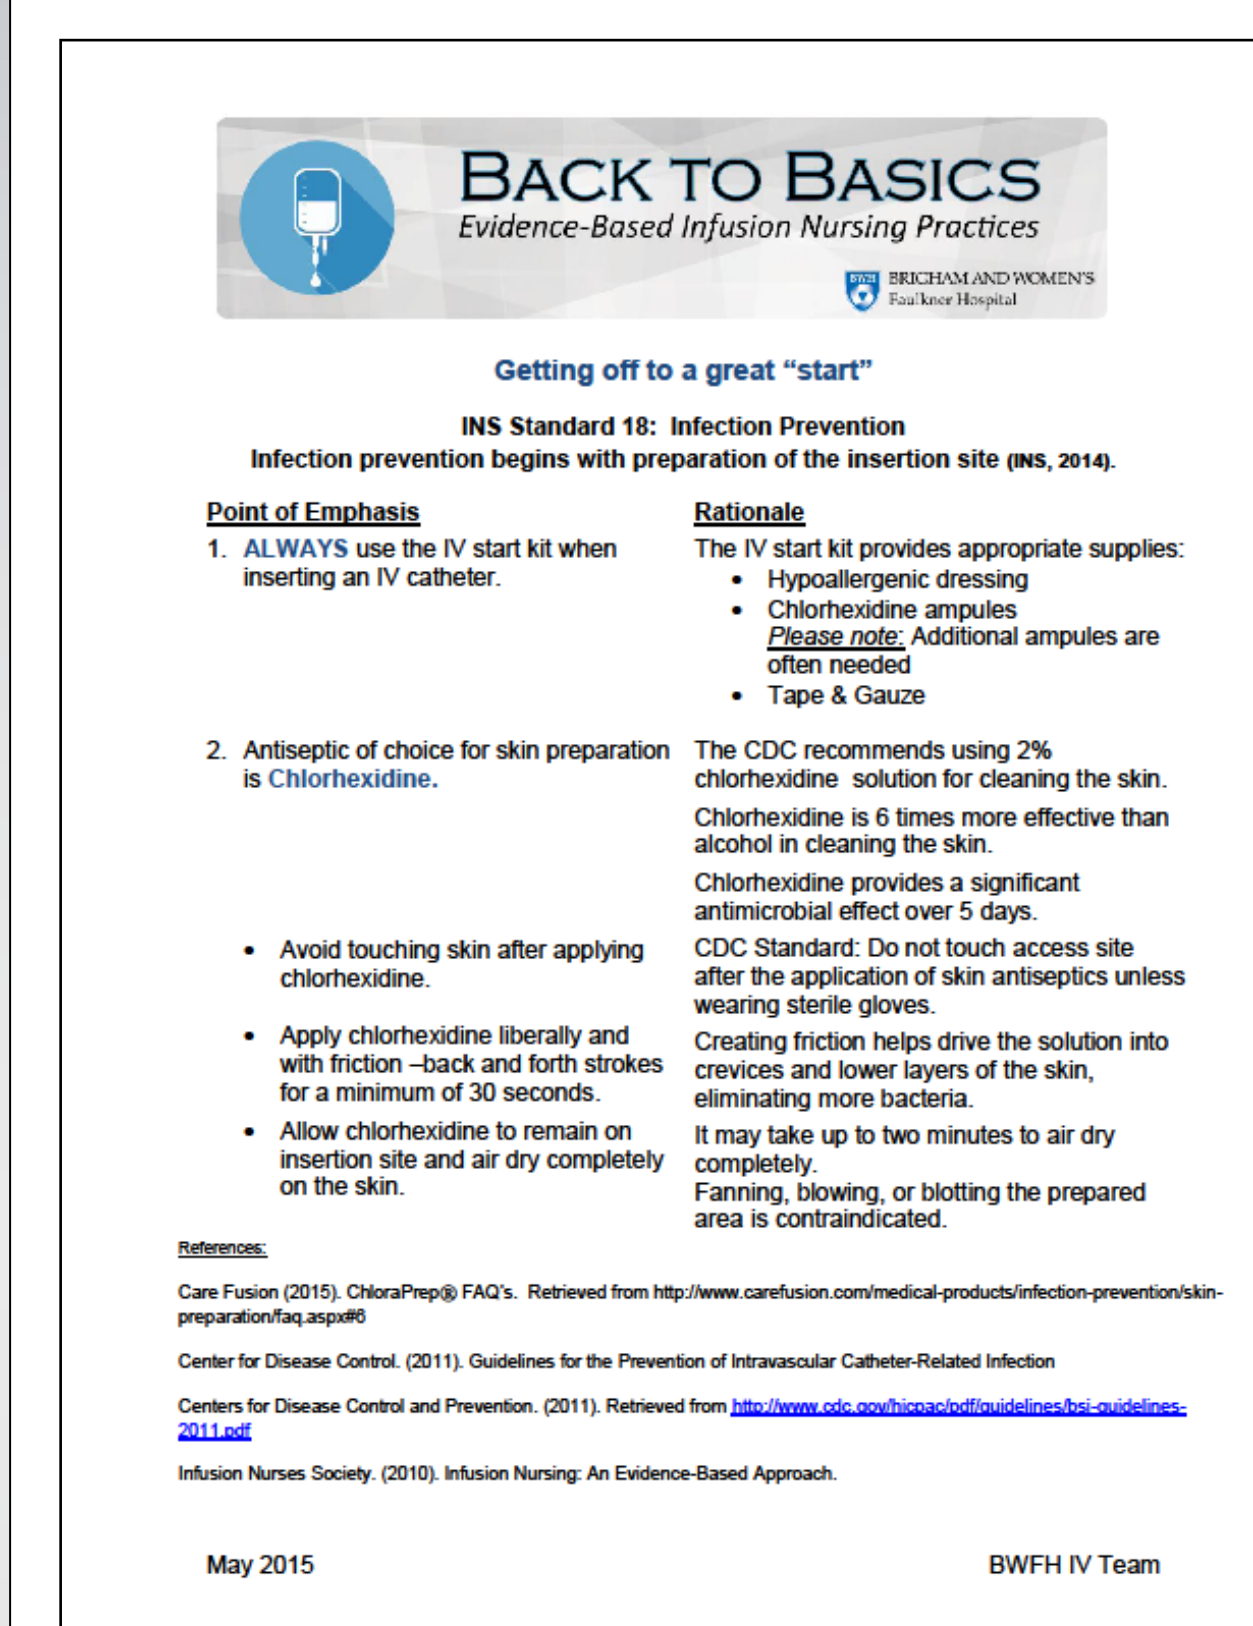 BACK TO BASICS
Evidence-Based Infusion Nursing Practices
BWFH
BRIGHAM AND WOMEN'S
Faulkner Hospital
Getting off to a great “start”
INS Standard 18:  Infection Prevention
Infection prevention begins with preparation of the insertion site (INS, 2014).
Point of Emphasis
1. ALWAYS use the IV start kit when
inserting an IV catheter.
Rationale
The IV start kit provides appropriate supplies:
• Hypoallergenic dressing
• Chlorhexidine ampules
Please note: Additional ampules are
often needed
• Tape & Gauze
2. Antiseptic of choice for skin preparation
is Chlorhexidine.
The CDC recommends using 2%
chlorhexidine  solution for cleaning the skin.
Chlorhexidine is 6 times more effective than
alcohol in cleaning the skin.
Chlorhexidine provides a significant
antimicrobial effect over 5 days.
• Avoid touching skin after applying
chlorhexidine.
CDC Standard: Do not touch access site
after the application of skin antiseptics unless
wearing sterile gloves.
• Apply chlorhexidine liberally and
with friction –back and forth strokes
for a minimum of 30 seconds.
Creating friction helps drive the solution into
crevices and lower layers of the skin,
eliminating more bacteria.
• Allow chlorhexidine to remain on
insertion site and air dry completely
on the skin.
It may take up to two minutes to air dry
completely.
Fanning, blowing, or blotting the prepared
area is contraindicated.
References:
Care Fusion (2015). ChloraPrep® FAQ's.  Retrieved from http://www.carefusion.com/medical-products/infection-prevention/skin-
preparation/faq.aspx#6
Center for Disease Control. (2011). Guidelines for the Prevention of Intravascular Catheter-Related Infection
Centers for Disease Control and Prevention. (2011). Retrieved from http://www.cdc.gov/hicpac/pdf/guidelines/bsi-guidelines-
2011.pdf
Infusion Nurses Society. (2010). Infusion Nursing: An Evidence-Based Approach.
May 2015
BWFH IV Team